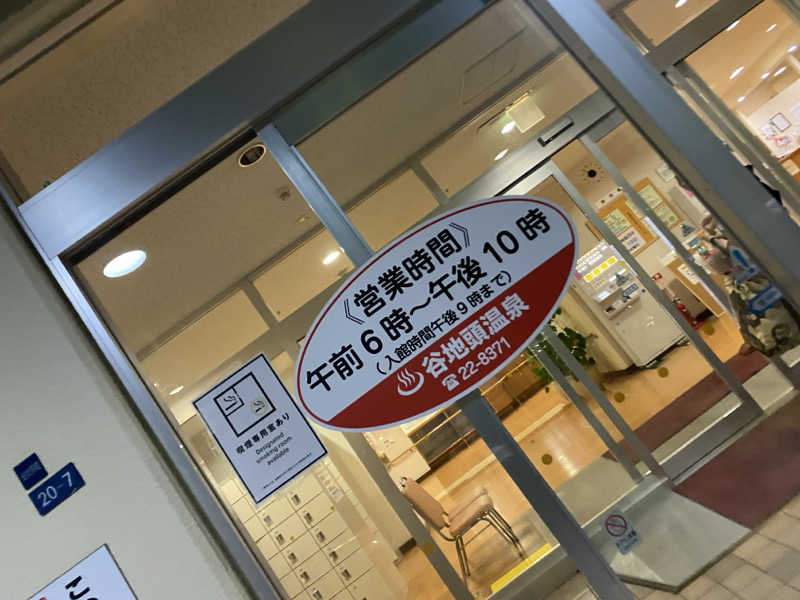 《営業時間》
午前6時～午後10時
(入館時間午後9時まで)
♨谷地頭温泉
☎22-8371
喫煙専用室あり
Designated
smoking room
available
20-7
こ